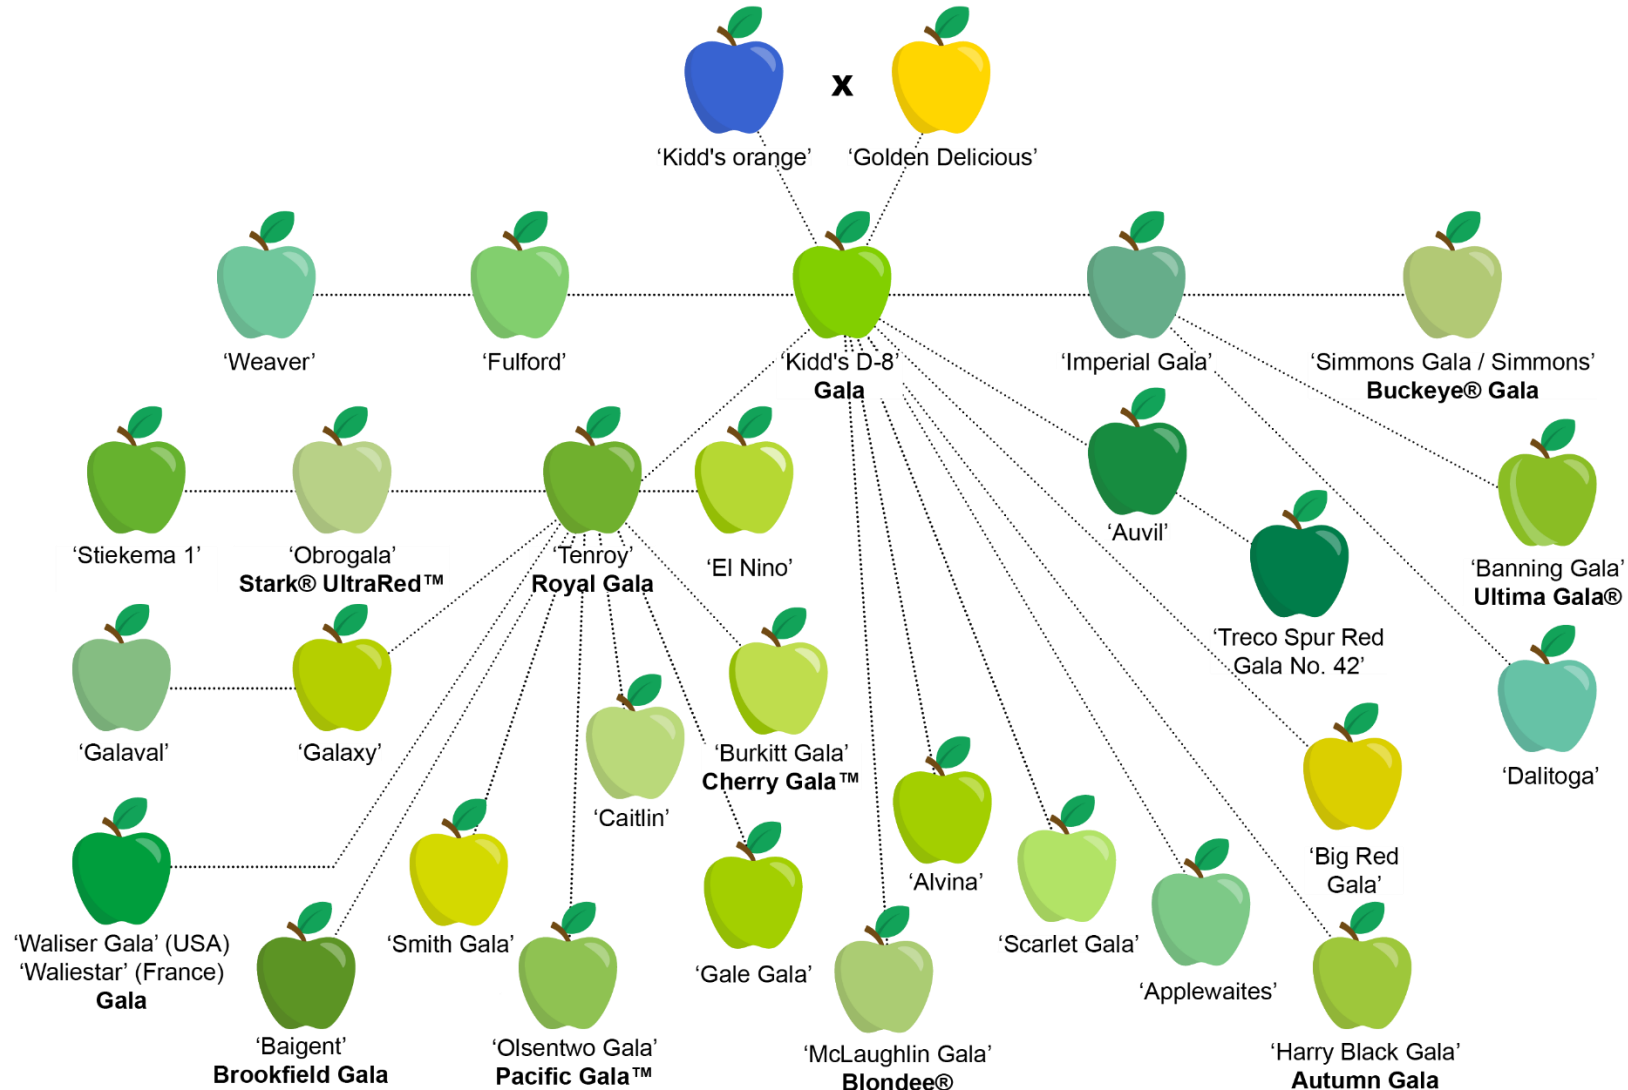 x
‘Kidd's orange’
‘Golden Delicious’
‘Weaver’
‘Fulford’
‘Kidd's D-8’
Gala
‘Imperial Gala’
‘Simmons Gala / Simmons’
Buckeye® Gala
‘Stiekema 1’
‘Obrogala’
Stark® UltraRed™
‘Tenroy’
Royal Gala
‘El Nino’
‘Auvil’
‘Banning Gala’
Ultima Gala®
‘Treco Spur Red
Gala No. 42’
‘Galaval’
‘Galaxy’
‘Caitlin’
‘Burkitt Gala’
Cherry Gala™
‘Dalitoga’
‘Big Red
Gala’
‘Alvina’
‘Waliser Gala’ (USA)
‘Waliestar’ (France)
Gala
‘Smith Gala’
‘Gale Gala’
‘Scarlet Gala’
‘Applewaites’
‘Baigent’
Brookfield Gala
‘Olsentwo Gala’
Pacific Gala™
‘McLaughlin Gala’
Blondee®
‘Harry Black Gala’
Autumn Gala